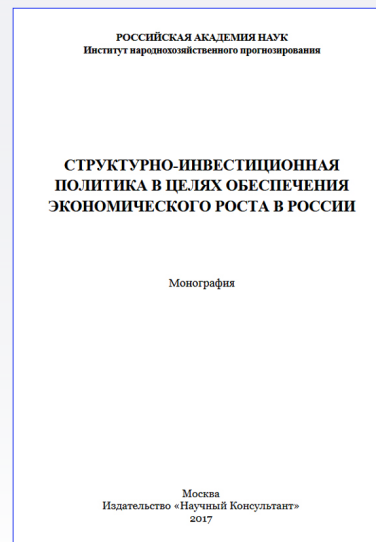 РОССИЙСКАЯ АКАДЕМИЯ НАУК
Институт народнохозяйственного прогнозирования
СТРУКТУРНО-ИНВЕСТИЦИОННАЯ
ПОЛИТИКА В ЦЕЛЯХ ОБЕСПЕЧЕНИЯ
ЭКОНОМИЧЕСКОГО РОСТА В РОССИИ
Монография
Москва
Издательство «Научный Консультант»
2017